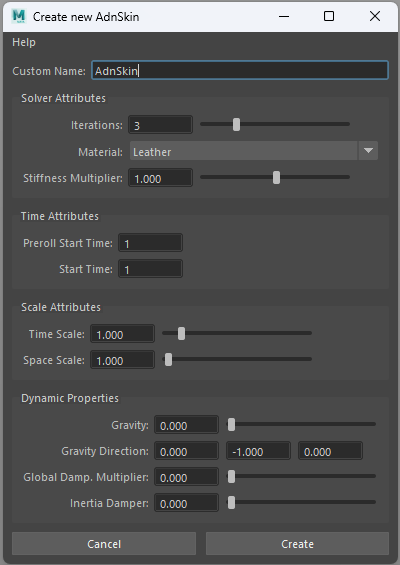 M Create new AdnSkin
Help
Custom Name: AdnSkin
Solver Attributes
Iterations: 3
Material: Leather
Stiffness Multiplier: 1.000
Time Attributes
Preroll Start Time: 1
Start Time: 1
Scale Attributes
Time Scale: 1.000
Space Scale: 1.000
Dynamic Properties
Gravity: 0.000
Gravity Direction: 0.000 -1.000 0.000
Global Damp. Multiplier: 0.000
Inertia Damper: 0.000
Cancel Create